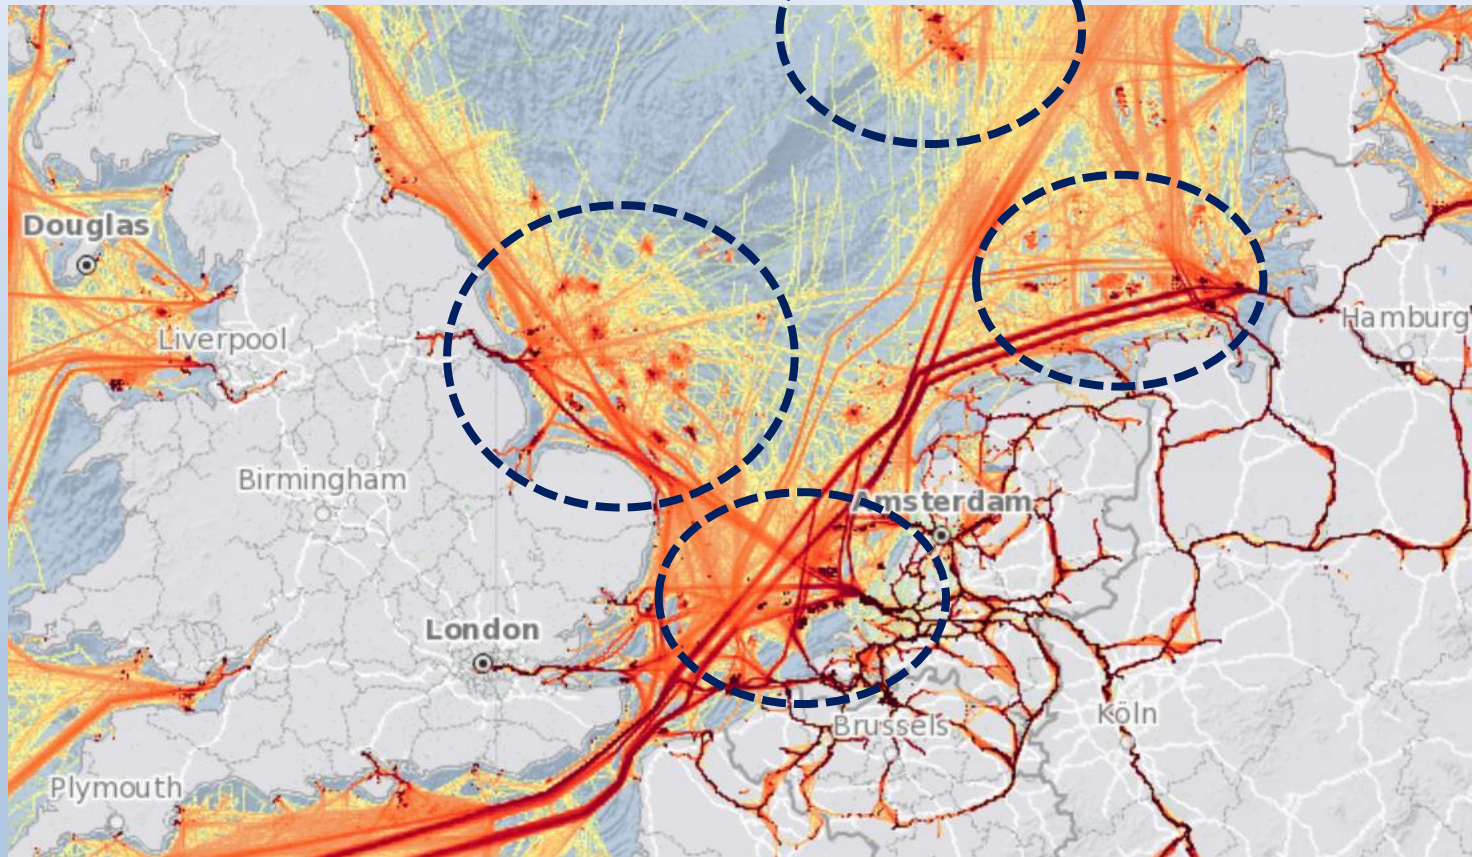 Douglas
Liverpool
Hamburg
Birmingham
Amsterdam
London
Brussels
Köln
Plymouth